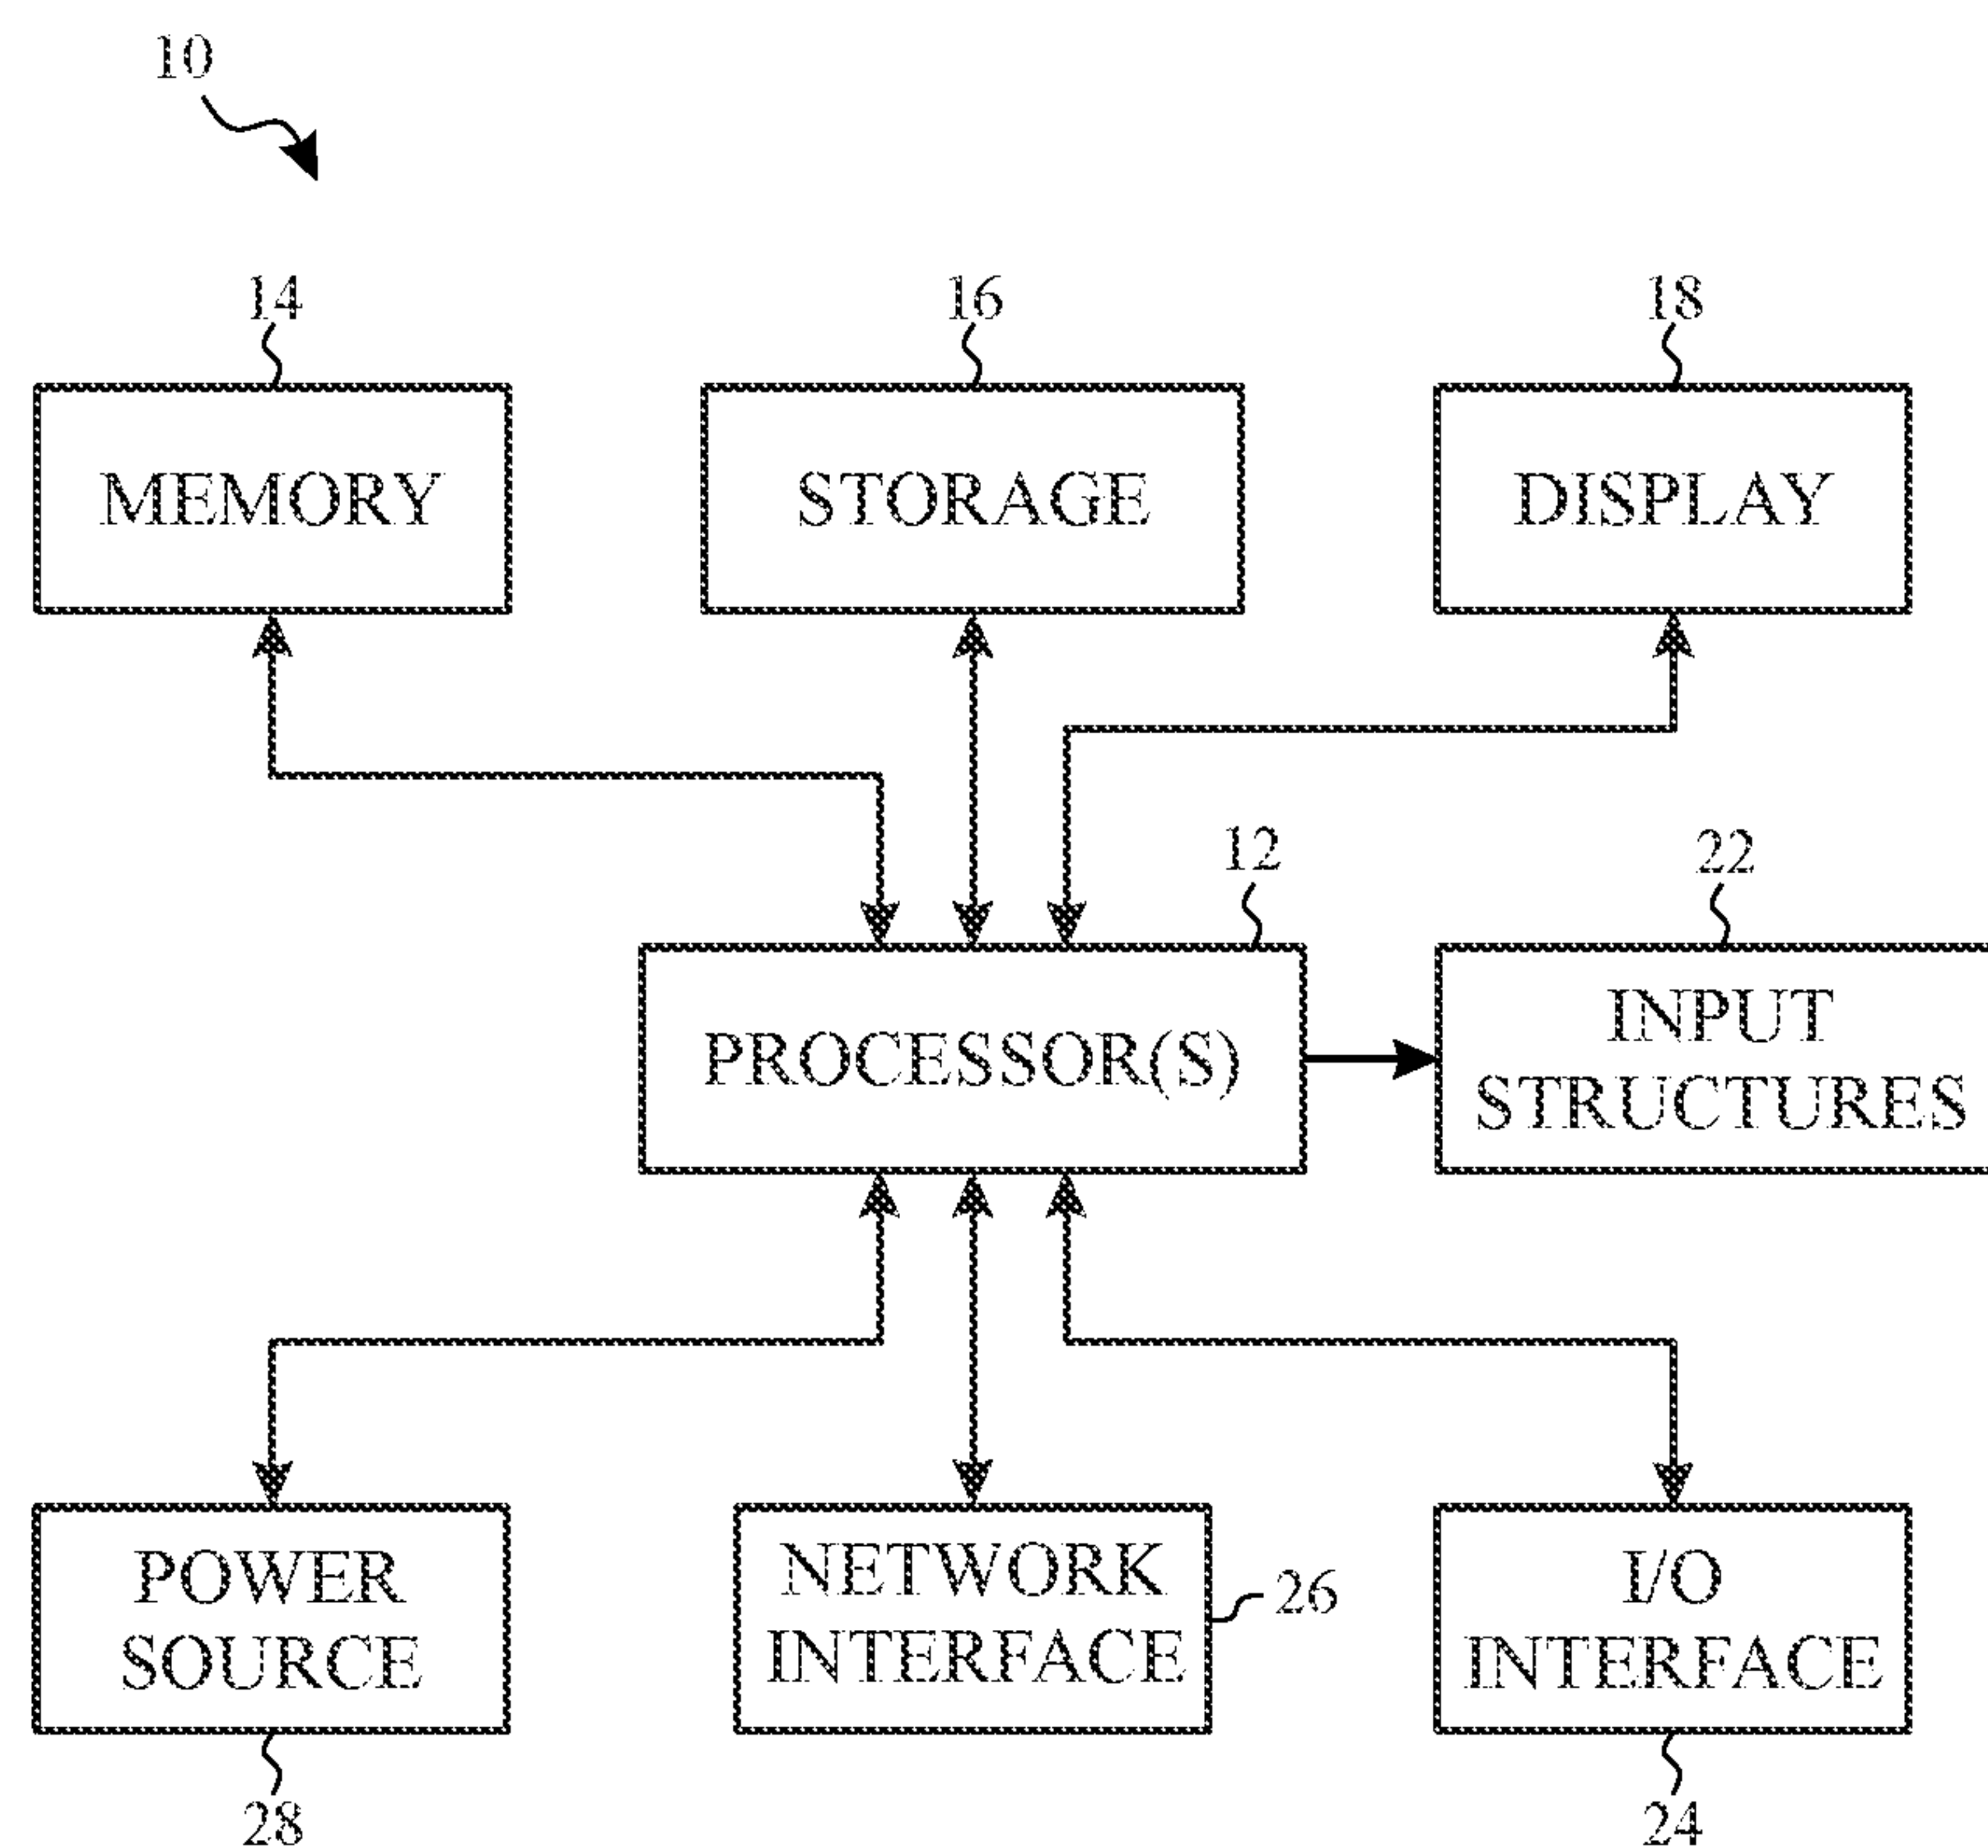 10
14
16
18
MEMORY
STORAGE
DISPLAY
12
22
PROCESSOR(S)
INPUT
STRUCTURES
POWER
SOURCE
NETWORK
INTERFACE
26
I/O
INTERFACE
28
24